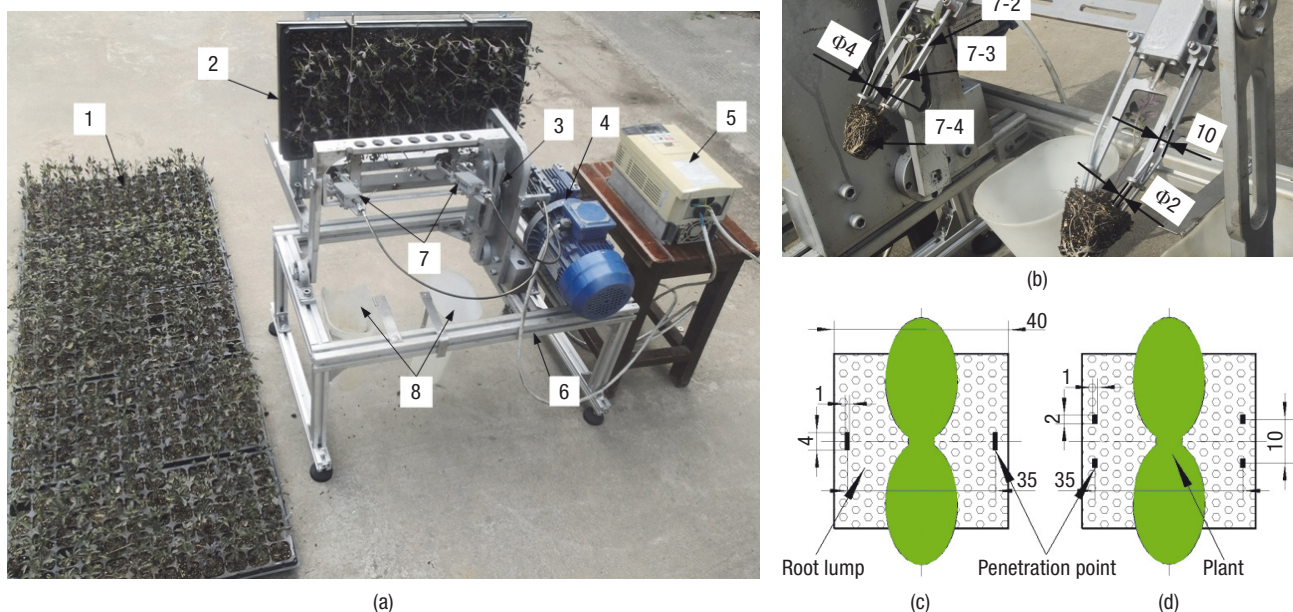 1
2
3
4
5
6
7
8
(a)
7-2
7-3
7-4
Φ4
10
Φ2
(b)
40
1
4
35
Root lump
Penetration point
(c)
1
2
10
35
Plant
(d)